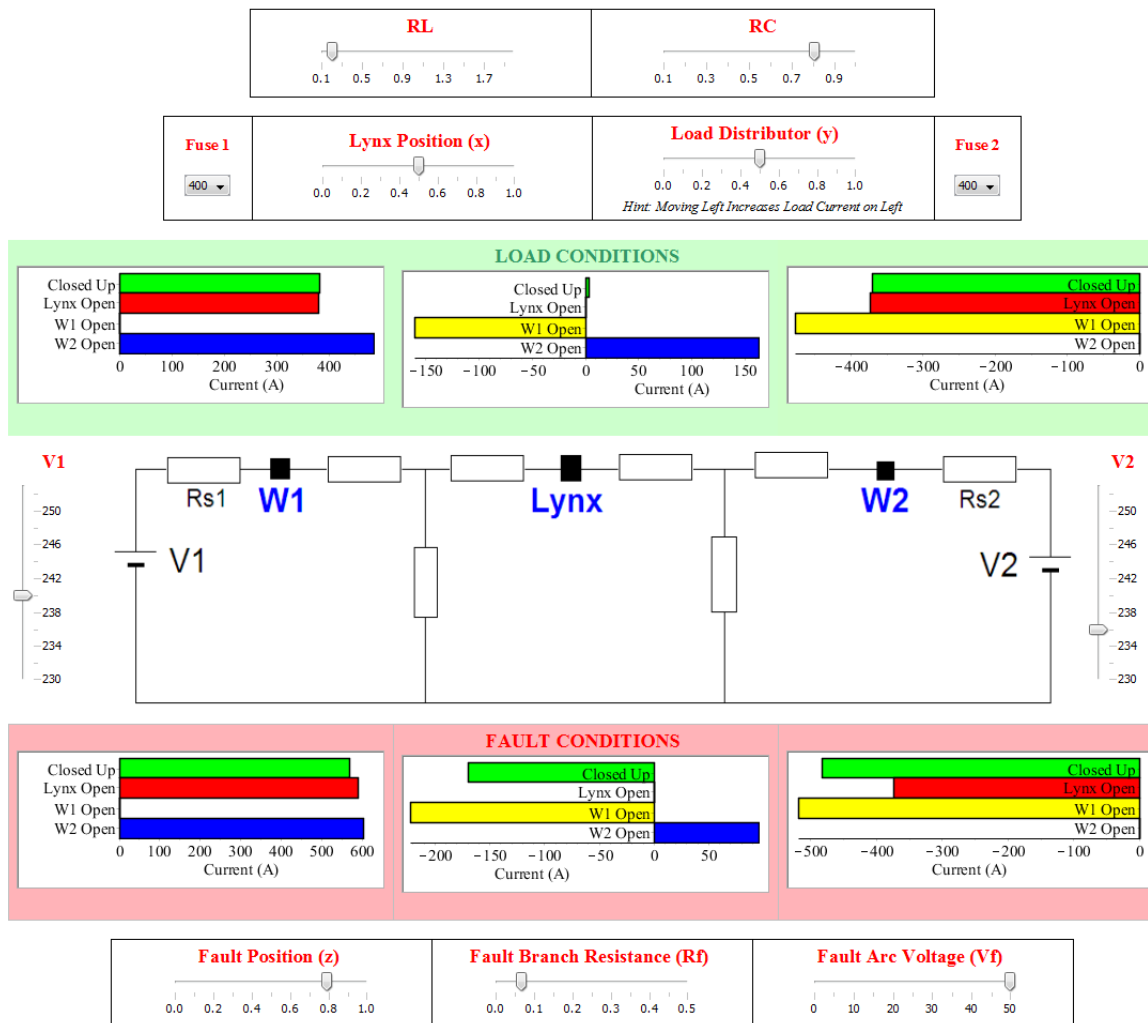 RL
RC
0.1 0.5 0.9 1.3 1.7
0.1 0.3 0.5 0.7 0.9
Fuse 1
400
Lynx Position (x)
0.0 0.2 0.4 0.6 0.8 1.0
Load Distributor (y)
0.0 0.2 0.4 0.6 0.8 1.0
Hint: Moving Left Increases Load Current on Left
Fuse 2
400
LOAD CONDITIONS
Closed Up
Lynx Open
W1 Open
W2 Open
0 100 200 300 400
Current (A)
Closed Up
Lynx Open
W1 Open
W2 Open
−150 −100 −50 0 50 100 150
Current (A)
Closed Up
Lynx Open
W1 Open
W2 Open
−400 −300 −200 −100 0
Current (A)
V1
250
246
242
238
234
230
Rs1
W1
Lynx
W2
Rs2
V1
V2
V2
250
246
242
238
234
230
FAULT CONDITIONS
Closed Up
Lynx Open
W1 Open
W2 Open
0 100 200 300 400 500 600
Current (A)
Closed Up
Lynx Open
W1 Open
W2 Open
−200 −150 −100 −50 0 50
Current (A)
Closed Up
Lynx Open
W1 Open
W2 Open
−500 −400 −300 −200 −100 0
Current (A)
Fault Position (z)
0.0 0.2 0.4 0.6 0.8 1.0
Fault Branch Resistance (Rf)
0.0 0.1 0.2 0.3 0.4 0.5
Fault Arc Voltage (Vf)
0 10 20 30 40 50